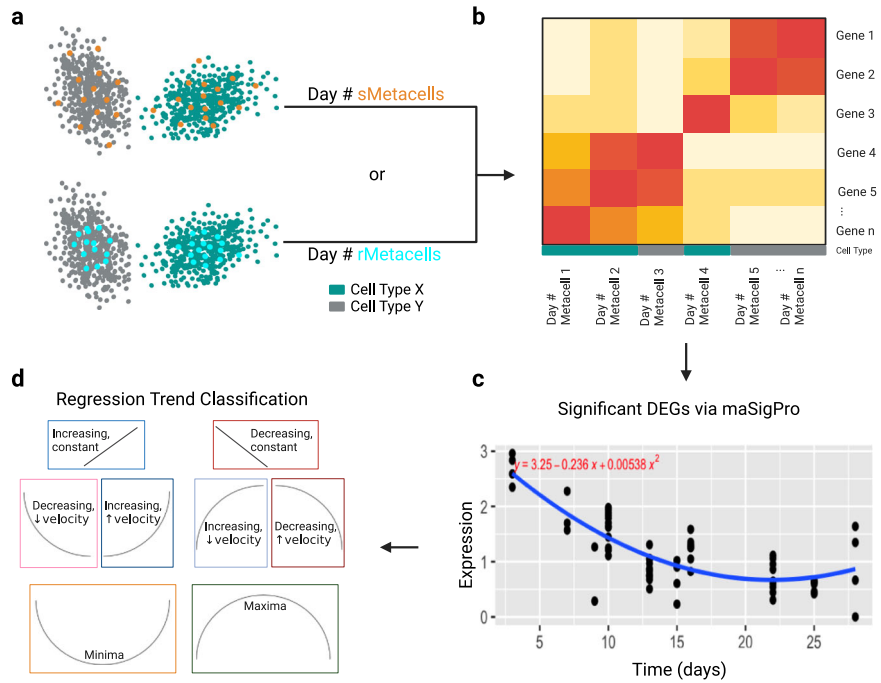 a
Day # sMetacells
or
Day # rMetacells
Cell Type X
Cell Type Y
b
Gene 1
Gene 2
Gene 3
Gene 4
Gene 5
...
Gene n
Cell Type
Day #
Metacell 1
Day #
Metacell 2
Day #
Metacell 3
Day #
Metacell 4
Day #
Metacell 5
...
Day #
Metacell n
c
Significant DEGs via maSigPro
y = 3.25 − 0.236 x + 0.00538 x²
3
2
1
0
Expression
5
10
15
20
25
Time (days)
d
Regression Trend Classification
Increasing,
constant
Decreasing,
constant
Decreasing,
↓velocity
Increasing,
↑velocity
Increasing,
↓velocity
Decreasing,
↑velocity
Minima
Maxima